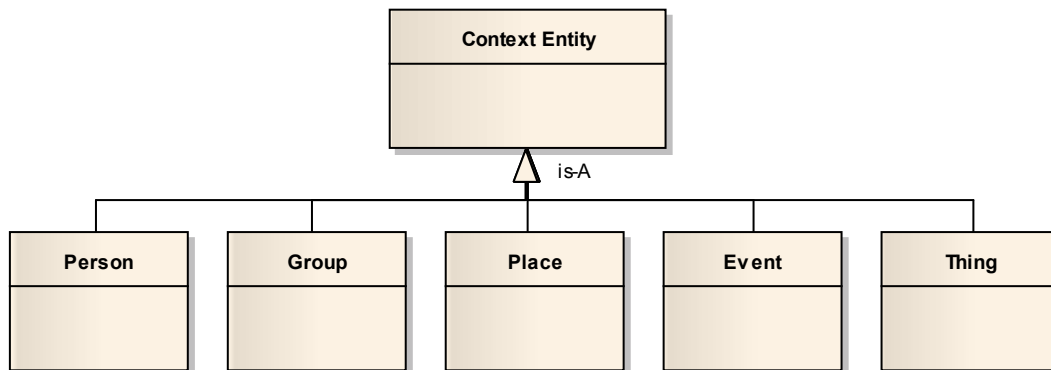 Context Entity
is-A
Person
Group
Place
Event
Thing